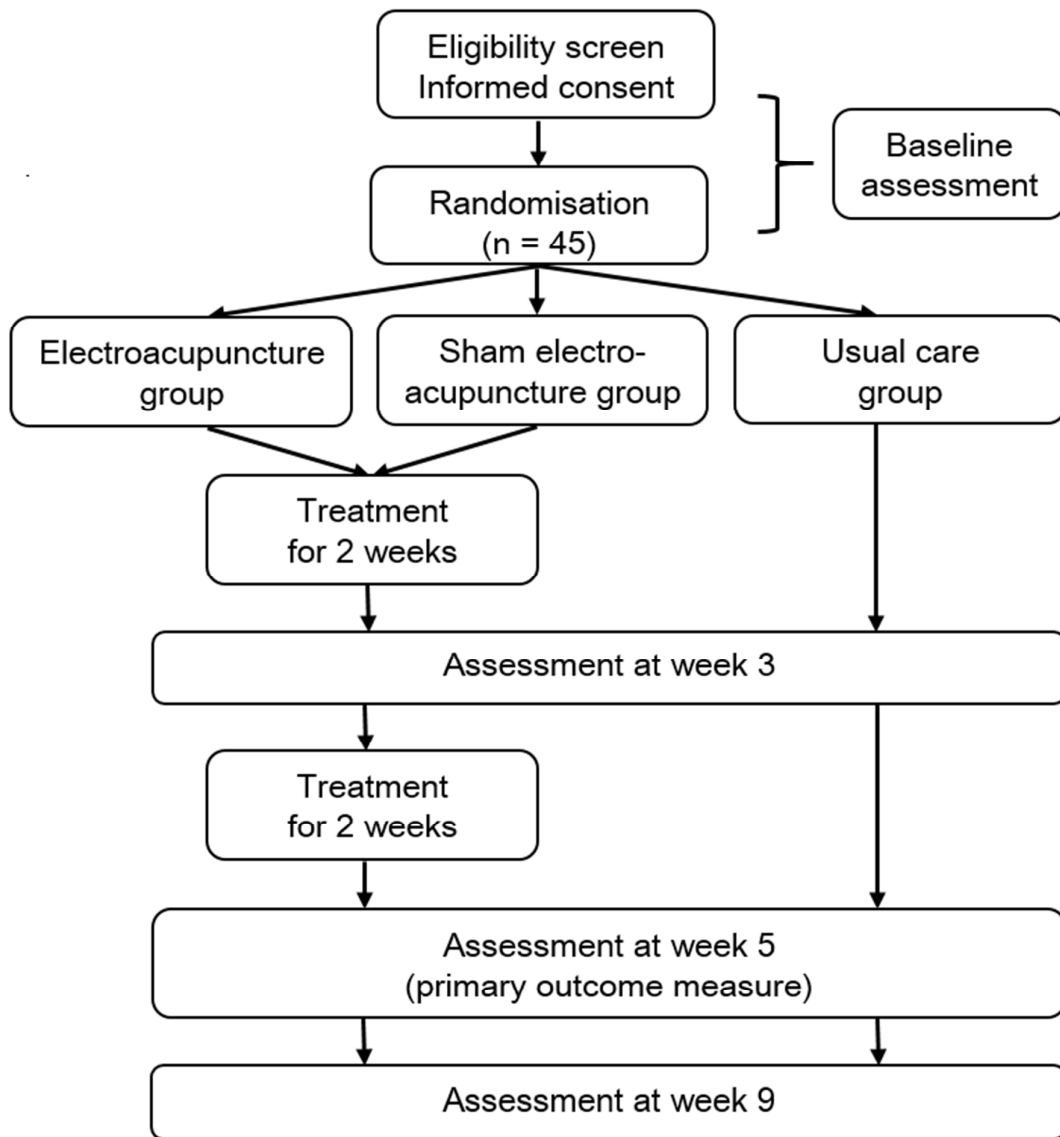 Eligibility screen
Informed consent
Baseline
assessment
Randomisation
(n = 45)
Electroacupuncture
group
Sham electro-
acupuncture group
Usual care
group
Treatment
for 2 weeks
Assessment at week 3
Treatment
for 2 weeks
Assessment at week 5
(primary outcome measure)
Assessment at week 9